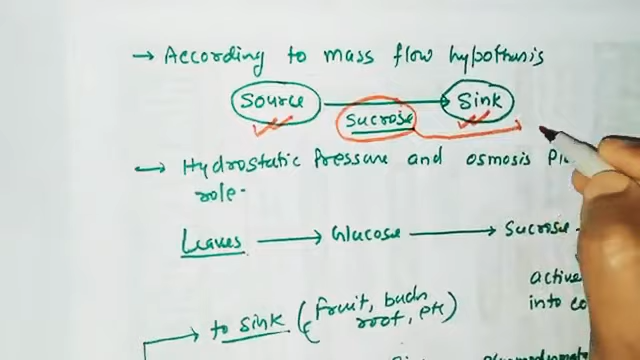 → According to mass flow hypothesis
Source → Sink
Sucrose
→ Hydrostatic Pressure and osmosis
role.
Leaves → Glucose → Sucrose
active
into
to sink (Fruit, buds,
root, etc)